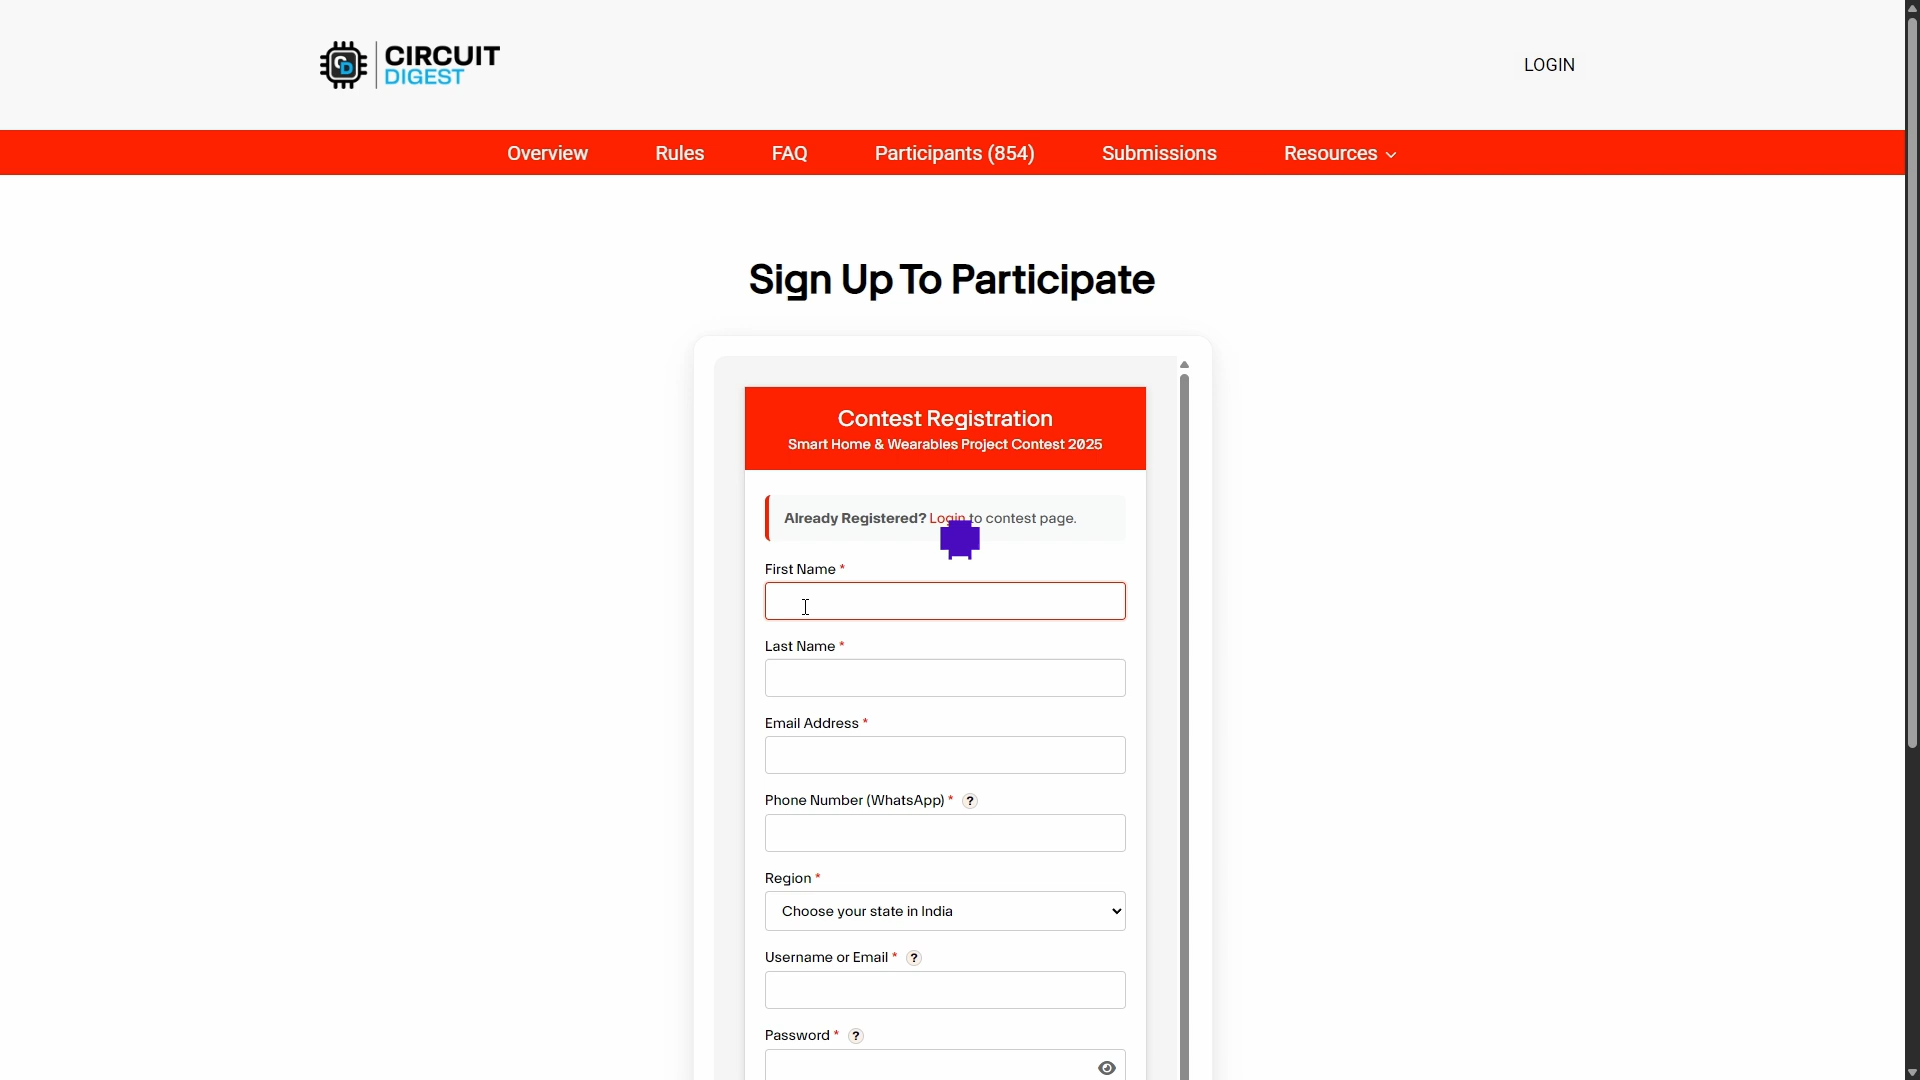 CIRCUIT
DIGEST
LOGIN
Overview
Rules
FAQ
Participants (854)
Submissions
Resources
Sign Up To Participate
Contest Registration
Smart Home & Wearables Project Contest 2025
Already Registered? Login to contest page.
First Name *
Last Name *
Email Address *
Phone Number (WhatsApp) * ?
Region *
Choose your state in India
Username or Email * ?
Password * ?